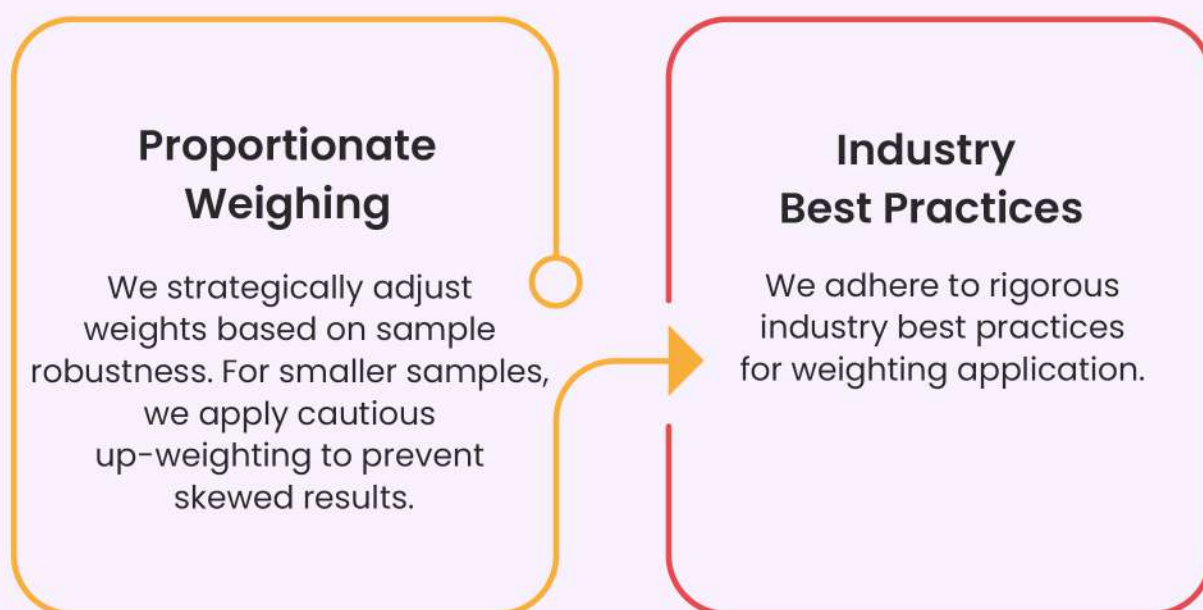 Proportionate
Weighing
We strategically adjust
weights based on sample
robustness. For smaller samples,
we apply cautious
up-weighting to prevent
skewed results.
Industry
Best Practices
We adhere to rigorous
industry best practices
for weighting application.